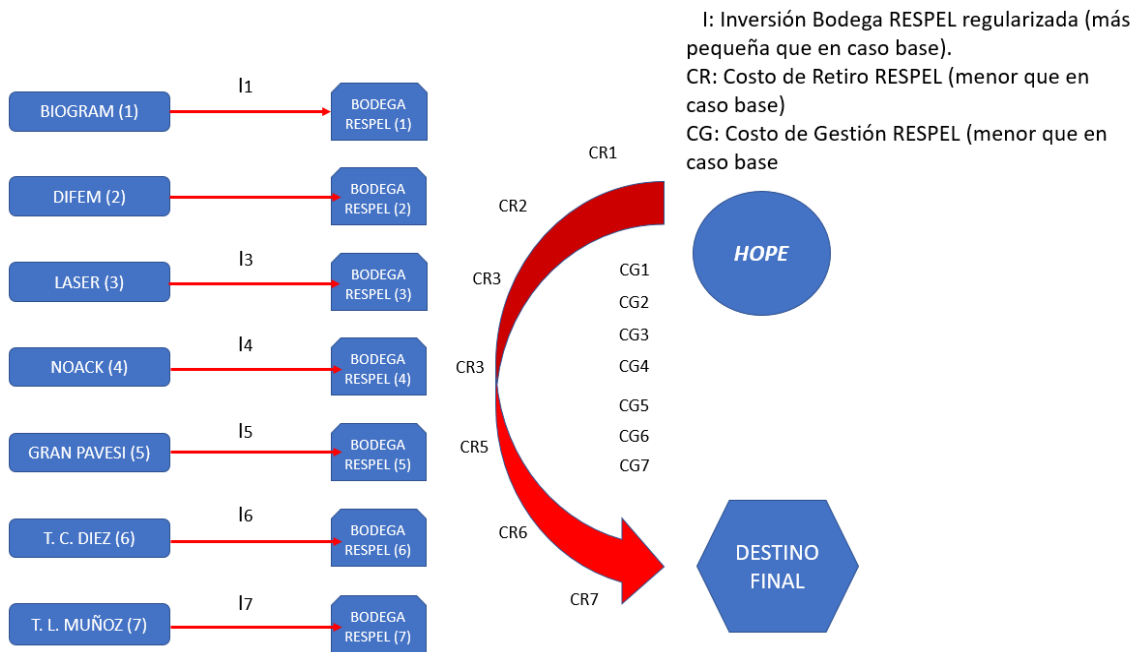 I: Inversión Bodega RESPEL regularizada (más
pequeña que en caso base).
CR: Costo de Retiro RESPEL (menor que en
caso base)
CG: Costo de Gestión RESPEL (menor que en
caso base
BIOGRAM (1)
I1
BODEGA
RESPEL (1)
DIFEM (2)
BODEGA
RESPEL (2)
LASER (3)
I3
BODEGA
RESPEL (3)
NOACK (4)
I4
BODEGA
RESPEL (4)
GRAN PAVESI (5)
I5
BODEGA
RESPEL (5)
T. C. DIEZ (6)
I6
BODEGA
RESPEL (6)
T. L. MUÑOZ (7)
I7
BODEGA
RESPEL (7)
CR1
CR2
CR3
CR3
CR5
CR6
CR7
CG1
CG2
CG3
CG4
CG5
CG6
CG7
HOPE
DESTINO
FINAL